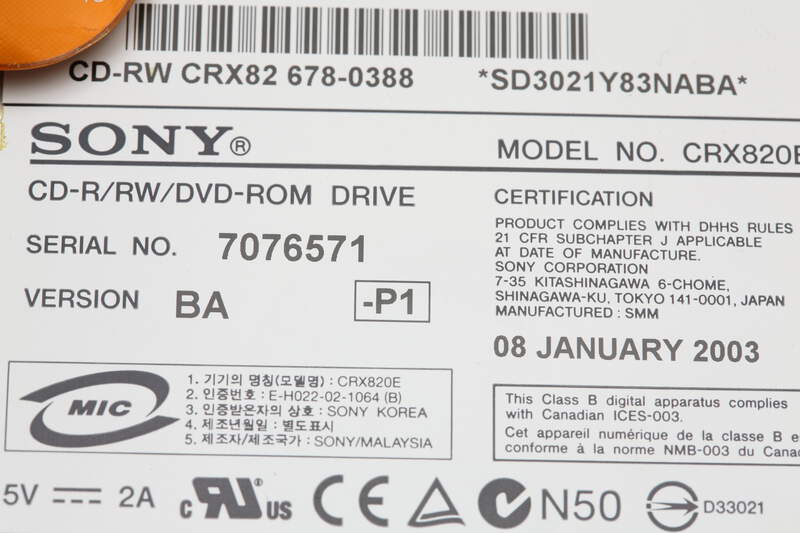 CD-RW CRX82 678-0388 *SD3021Y83NABA*
SONY®
MODEL NO. CRX820E
CD-R/RW/DVD-ROM DRIVE
SERIAL NO. 7076571
VERSION BA -P1
CERTIFICATION
PRODUCT COMPLIES WITH DHHS RULES
21 CFR SUBCHAPTER J APPLICABLE
AT DATE OF MANUFACTURE.
SONY CORPORATION
7-35 KITASHINAGAWA 6-CHOME,
SHINAGAWA-KU, TOKYO 141-0001, JAPAN
MANUFACTURED : SMM
08 JANUARY 2003
MIC
1. 기기의 명칭(모델명) : CRX820E
2. 인증번호 : E-H022-02-1064 (B)
3. 인증받은자의 상호 : SONY KOREA
4. 제조년월일 : 별도표시
5. 제조자/제조국가 : SONY/MALAYSIA
This Class B digital apparatus complies
with Canadian ICES-003.
Cet appareil numérique de la classe B e
conforme à la norme NMB-003 du Canad
5V 2A
c RU® US
CE
N50
D33021